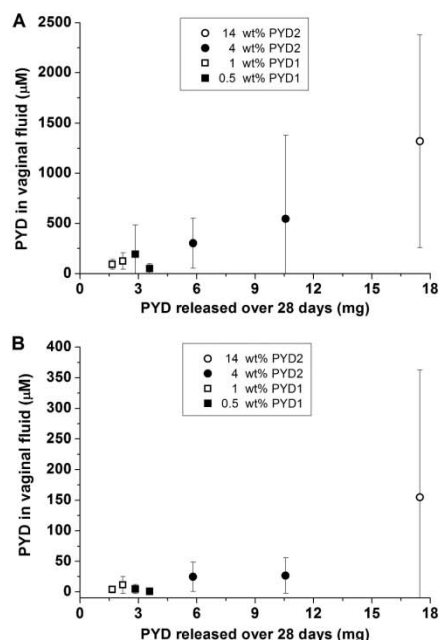 A
14 wt% PYD2
4 wt% PYD2
1 wt% PYD1
0.5 wt% PYD1
2500
2000
1500
1000
500
0
PYD in vaginal fluid (µM)
0 3 6 9 12 15 18
PYD released over 28 days (mg)
B
14 wt% PYD2
4 wt% PYD2
1 wt% PYD1
0.5 wt% PYD1
400
350
300
250
200
150
100
50
0
PYD in vaginal fluid (µM)
0 3 6 9 12 15 18
PYD released over 28 days (mg)